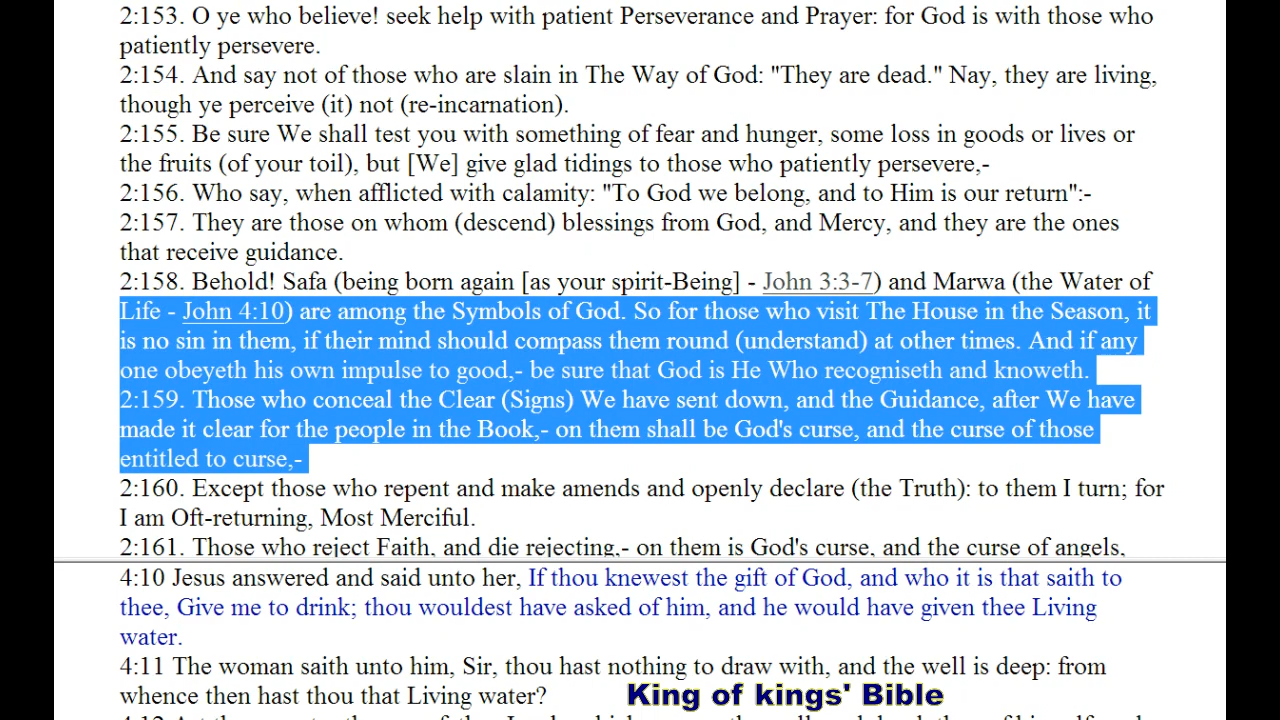 2:153. O ye who believe! seek help with patient Perseverance and Prayer: for God is with those who
patiently persevere.
2:154. And say not of those who are slain in The Way of God: "They are dead." Nay, they are living,
though ye perceive (it) not (re-incarnation).
2:155. Be sure We shall test you with something of fear and hunger, some loss in goods or lives or
the fruits (of your toil), but [We] give glad tidings to those who patiently persevere,-
2:156. Who say, when afflicted with calamity: "To God we belong, and to Him is our return":-
2:157. They are those on whom (descend) blessings from God, and Mercy, and they are the ones
that receive guidance.
2:158. Behold! Safa (being born again [as your spirit-Being] - John 3:3-7) and Marwa (the Water of
Life - John 4:10) are among the Symbols of God. So for those who visit The House in the Season, it
is no sin in them, if their mind should compass them round (understand) at other times. And if any
one obeyeth his own impulse to good,- be sure that God is He Who recogniseth and knoweth.
2:159. Those who conceal the Clear (Signs) We have sent down, and the Guidance, after We have
made it clear for the people in the Book,- on them shall be God's curse, and the curse of those
entitled to curse,-
2:160. Except those who repent and make amends and openly declare (the Truth): to them I turn; for
I am Oft-returning, Most Merciful.
2:161. Those who reject Faith, and die rejecting,- on them is God's curse, and the curse of angels,
4:10 Jesus answered and said unto her, If thou knewest the gift of God, and who it is that saith to
thee, Give me to drink; thou wouldest have asked of him, and he would have given thee Living
water.
4:11 The woman saith unto him, Sir, thou hast nothing to draw with, and the well is deep: from
whence then hast thou that Living water?
King of kings' Bible